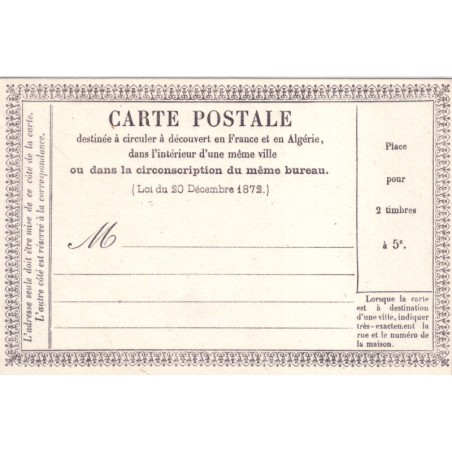 CARTE POSTALE
destinée à circuler à découvert en France et en Algérie,
dans l'intérieur d'une même ville
ou dans la circonscription du même bureau.
(Loi du 20 Décembre 1872.)
M
L'adresse seule doit être mise de ce côté de la carte.
L'autre côté est réservé à la correspondance.
Place
pour
2 timbres
à 5c.
Lorsque la carte
est à destination
d'une ville, indiquer
très-exactement la
rue et le numéro de
la maison.